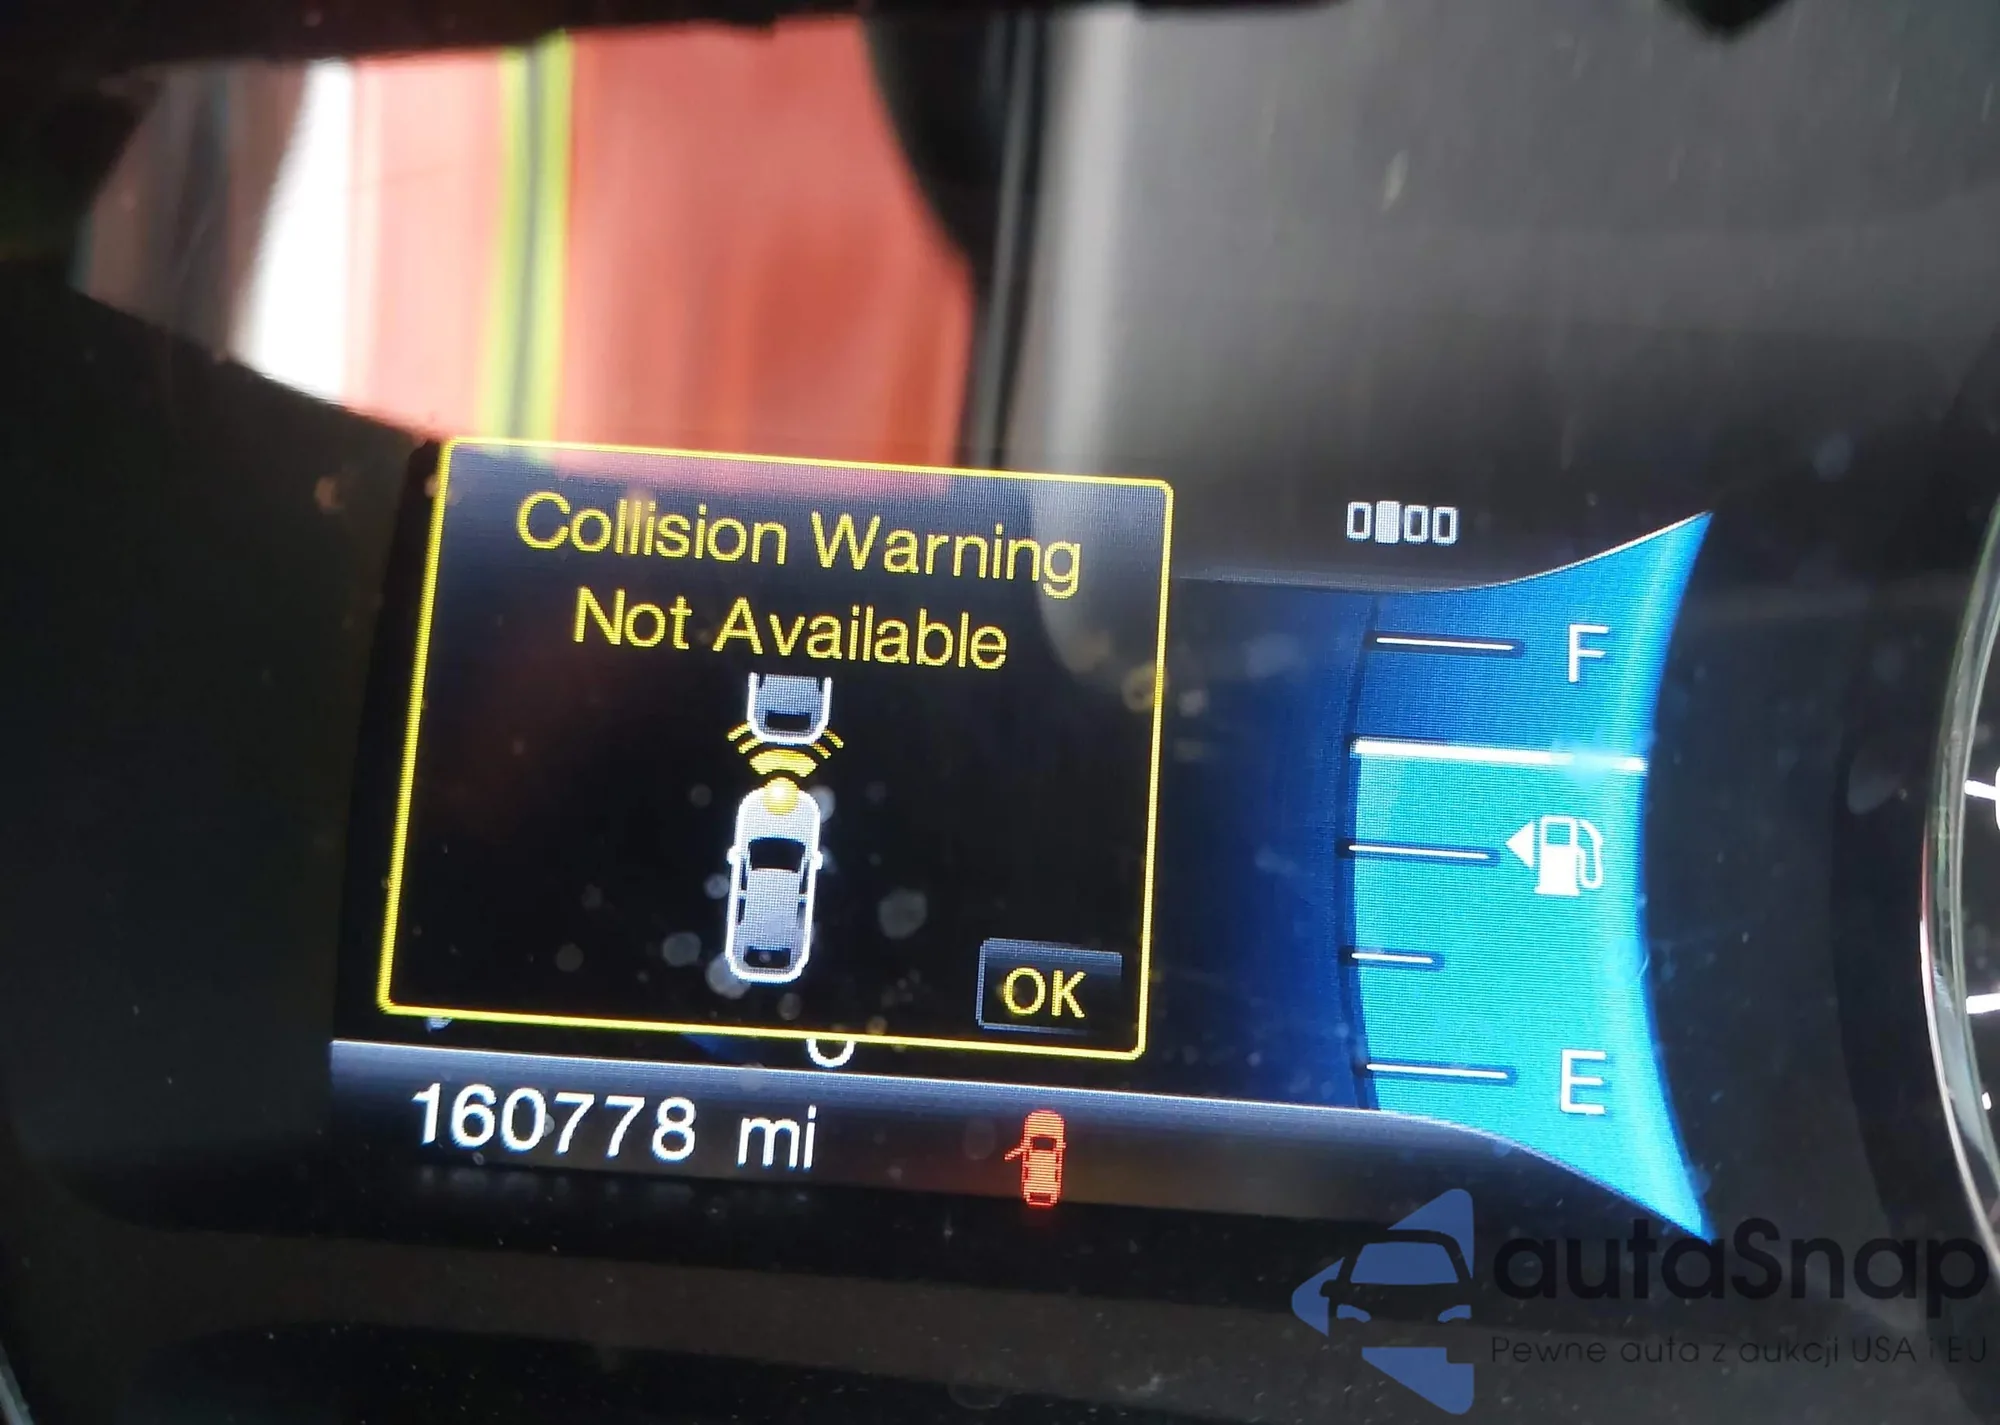 Collision Warning
Not Available
F
OK
E
160778 mi
autaSnap
Pewne auta z aukcji USA i EU